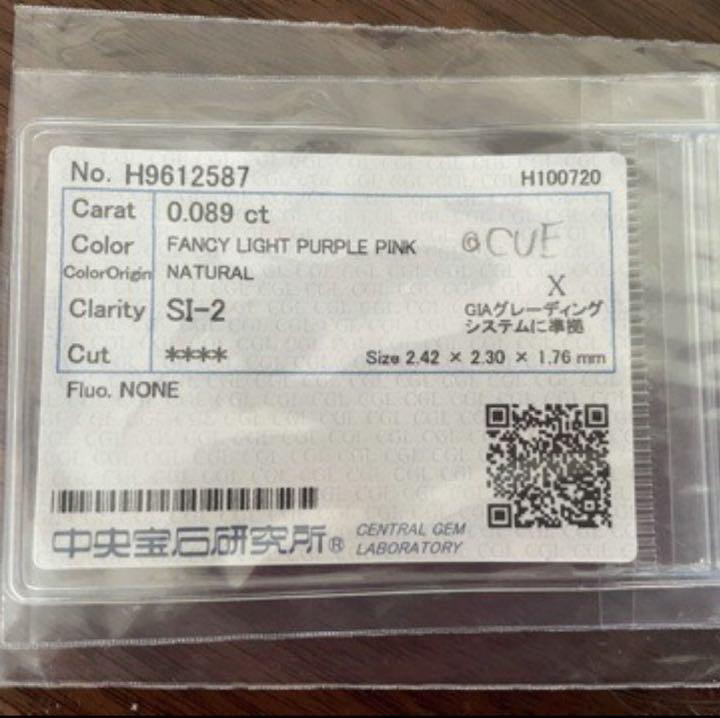 No. H9612587
H100720
Carat 0.089 ct
Color FANCY LIGHT PURPLE PINK
@CUE
ColorOrigin NATURAL
Clarity SI-2
X
GIAグレーディング
システムに準拠
Cut ****
Size 2.42 × 2.30 × 1.76 mm
Fluo. NONE
中央宝石研究所®
CENTRAL GEM
LABORATORY